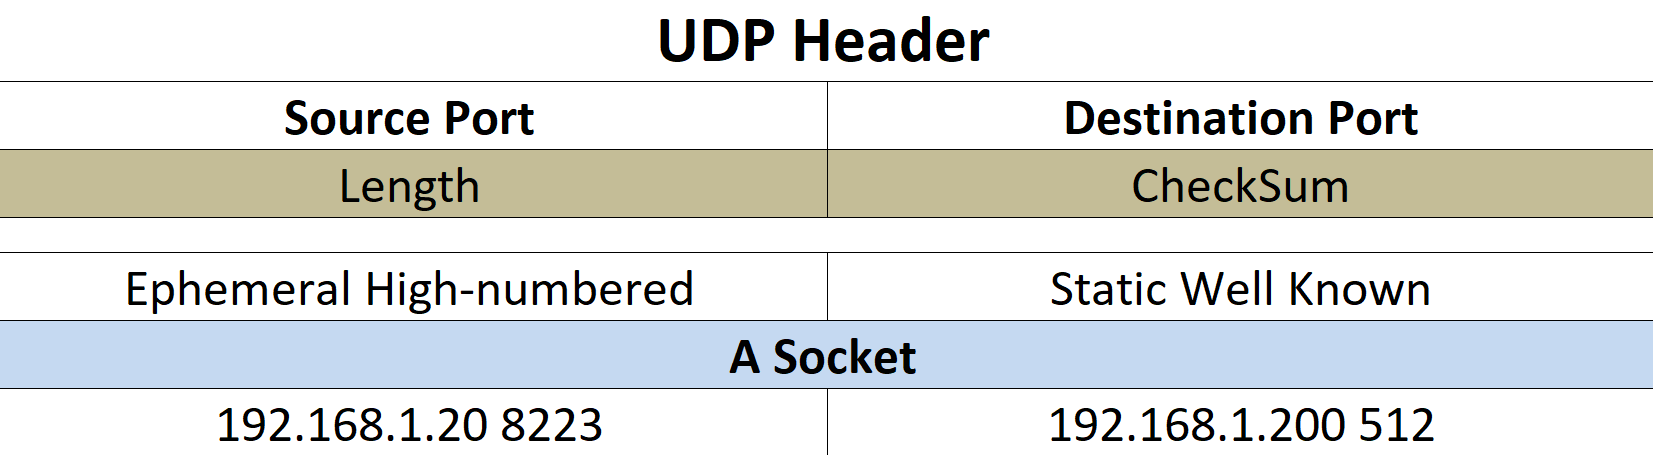 UDP Header
Source Port Destination Port
Length CheckSum
Ephemeral High-numbered Static Well Known
A Socket
192.168.1.20 8223 192.168.1.200 512